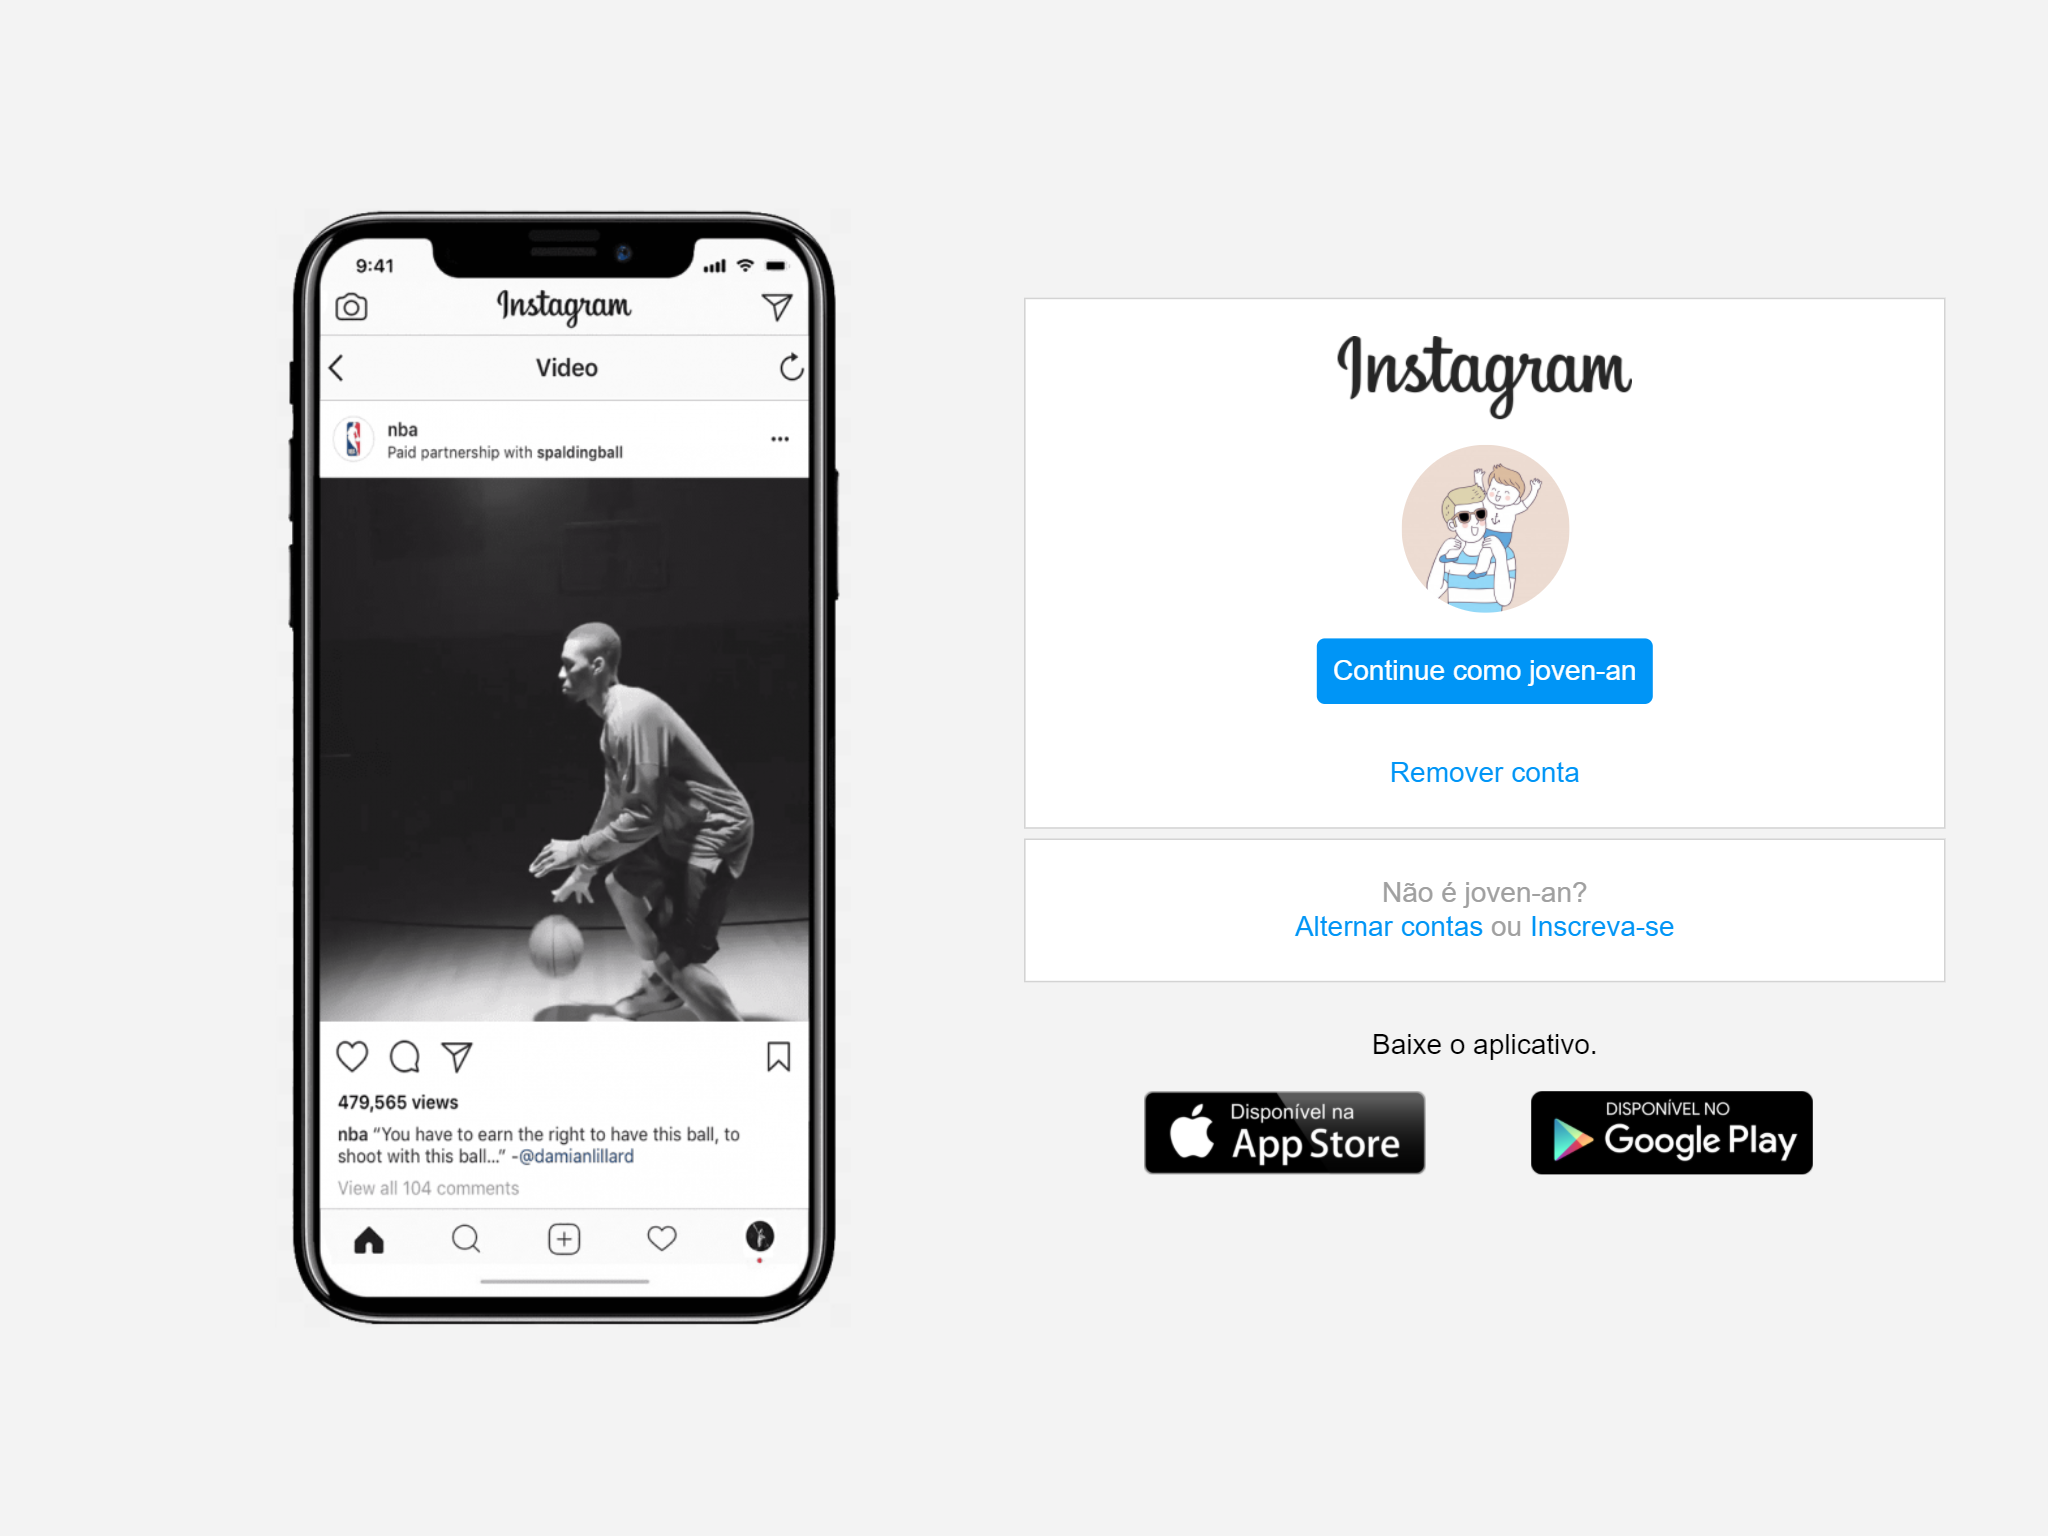 9:41
Instagram
Video
nba
Paid partnership with spaldingball
479,565 views
nba “You have to earn the right to have this ball, to
shoot with this ball...” -@damianlillard
View all 104 comments
Instagram
Continue como joven-an
Remover conta
Não é joven-an?
Alternar contas ou Inscreva-se
Baixe o aplicativo.
Disponível na
App Store
DISPONÍVEL NO
Google Play